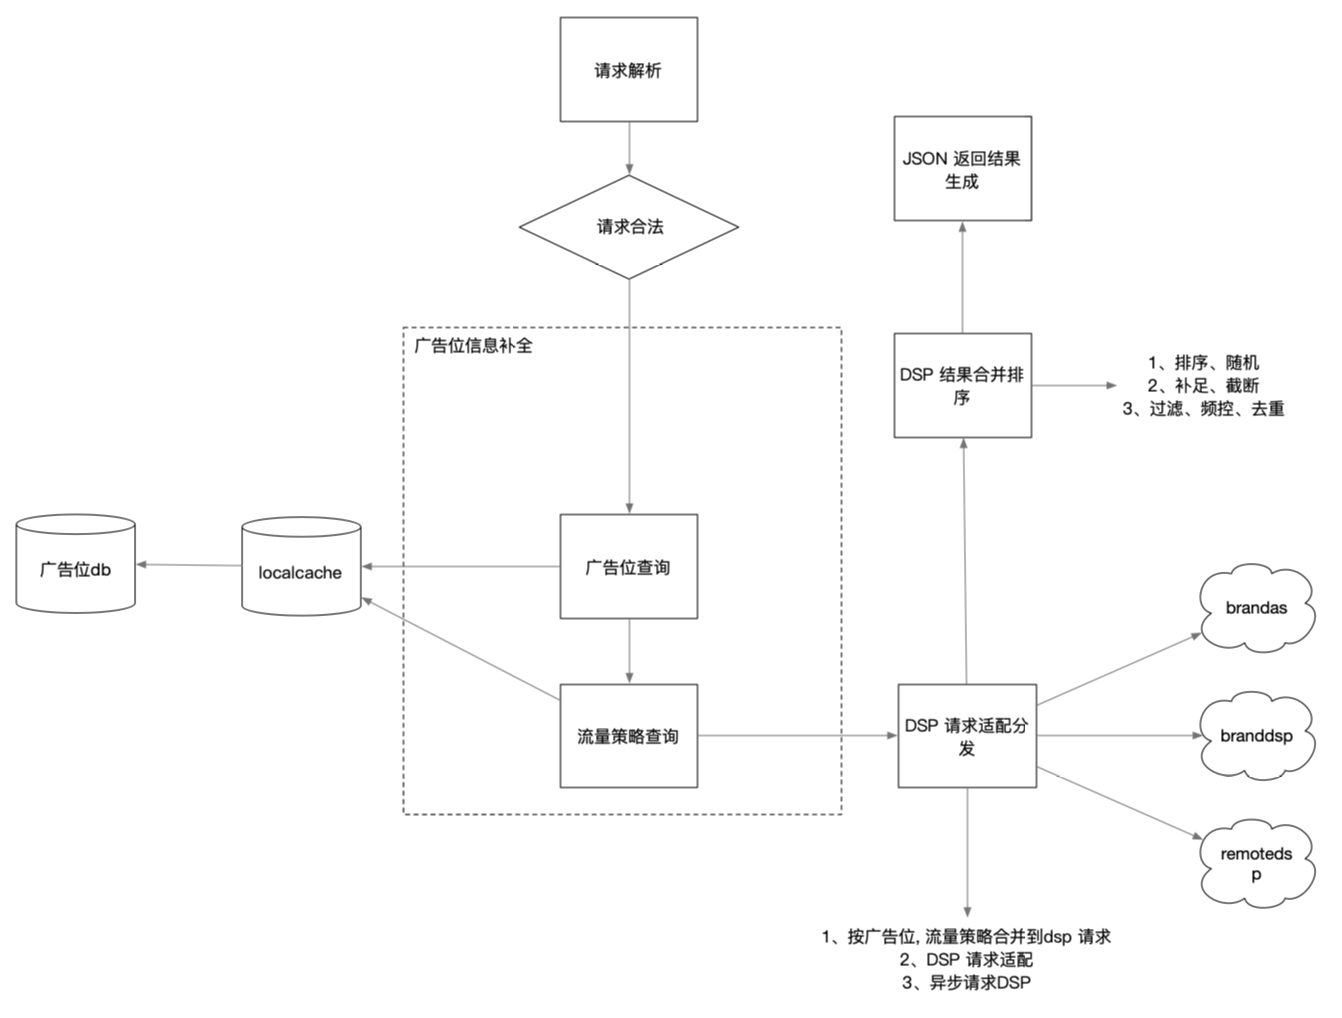 请求解析
请求合法
广告位信息补全
广告位db
localcache
广告位查询
流量策略查询
JSON 返回结果
生成
DSP 结果合并排
序
1、排序、随机
2、补足、截断
3、过滤、频控、去重
DSP 请求适配分
发
brandas
branddsp
remoteds
p
1、按广告位, 流量策略合并到dsp 请求
2、DSP 请求适配
3、异步请求DSP